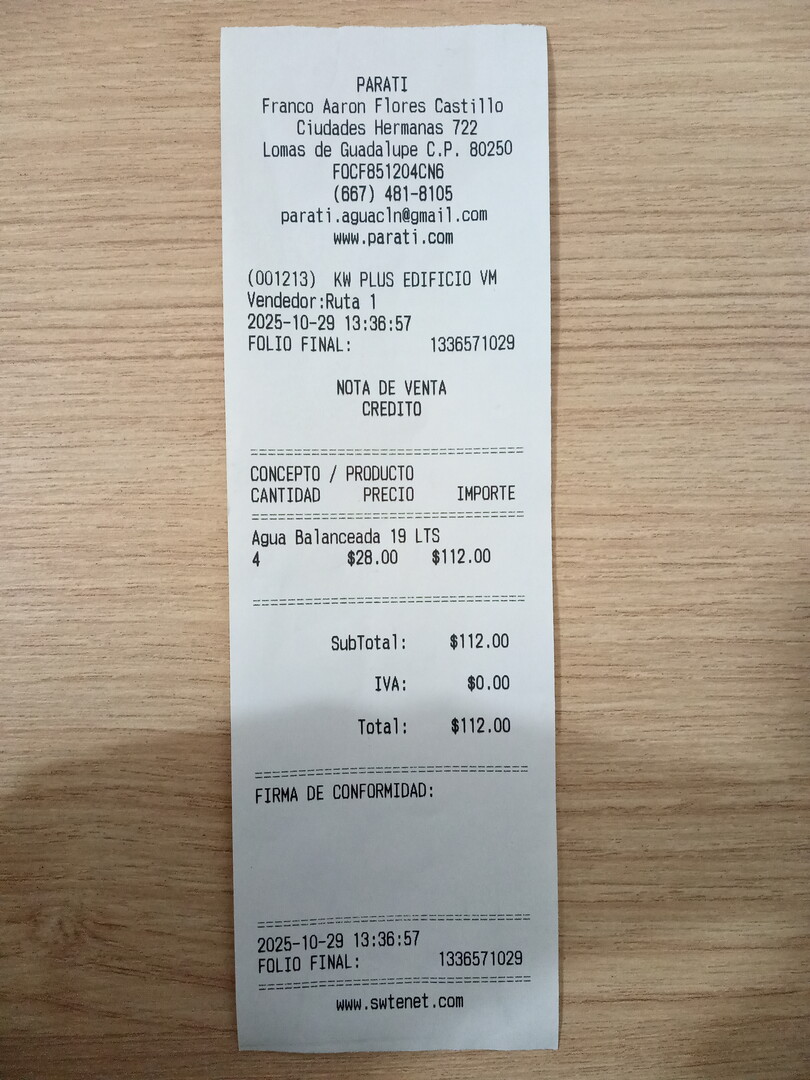 PARATI
Franco Aaron Flores Castillo
Ciudades Hermanas 722
Lomas de Guadalupe C.P. 80250
FOCF851204CN6
(667) 481-8105
parati.aguacln@gmail.com
www.parati.com
(001213) KW PLUS EDIFICIO VM
Vendedor:Ruta 1
2025-10-29 13:36:57
FOLIO FINAL: 1336571029
NOTA DE VENTA
CREDITO
================================
CONCEPTO / PRODUCTO
CANTIDAD PRECIO IMPORTE
================================
Agua Balanceada 19 LTS
4 $28.00 $112.00
================================
SubTotal: $112.00
IVA: $0.00
Total: $112.00
================================
FIRMA DE CONFORMIDAD:
================================
2025-10-29 13:36:57
FOLIO FINAL: 1336571029
================================
www.swtenet.com